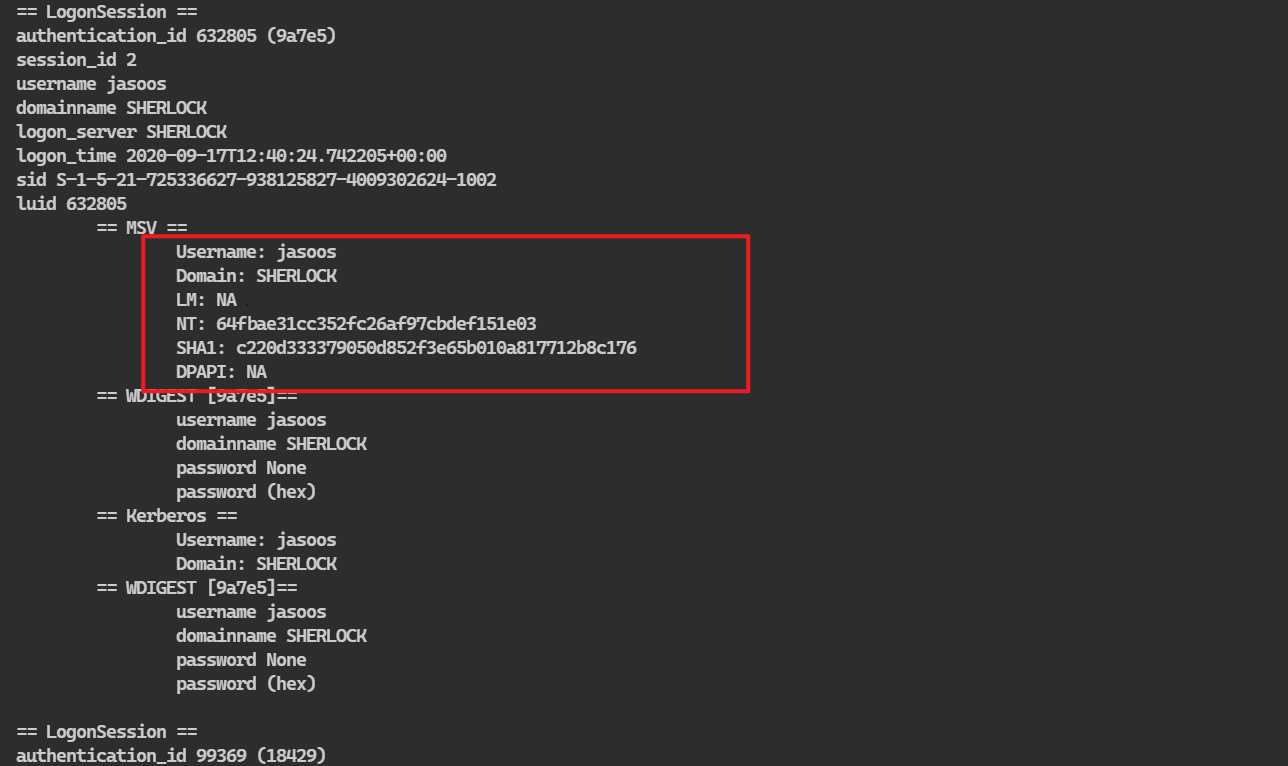 == LogonSession ==
authentication_id 632805 (9a7e5)
session_id 2
username jasoos
domainname SHERLOCK
logon_server SHERLOCK
logon_time 2020-09-17T12:40:24.742205+00:00
sid S-1-5-21-725336627-938125827-4009302624-1002
luid 632805
== MSV ==
Username: jasoos
Domain: SHERLOCK
LM: NA
NT: 64fbae31cc352fc26af97cbdef151e03
SHA1: c220d333379050d852f3e65b010a817712b8c176
DPAPI: NA
== WDIGEST [9a7e5]==
username jasoos
domainname SHERLOCK
password None
password (hex)
== Kerberos ==
Username: jasoos
Domain: SHERLOCK
== WDIGEST [9a7e5]==
username jasoos
domainname SHERLOCK
password None
password (hex)
== LogonSession ==
authentication_id 99369 (18429)